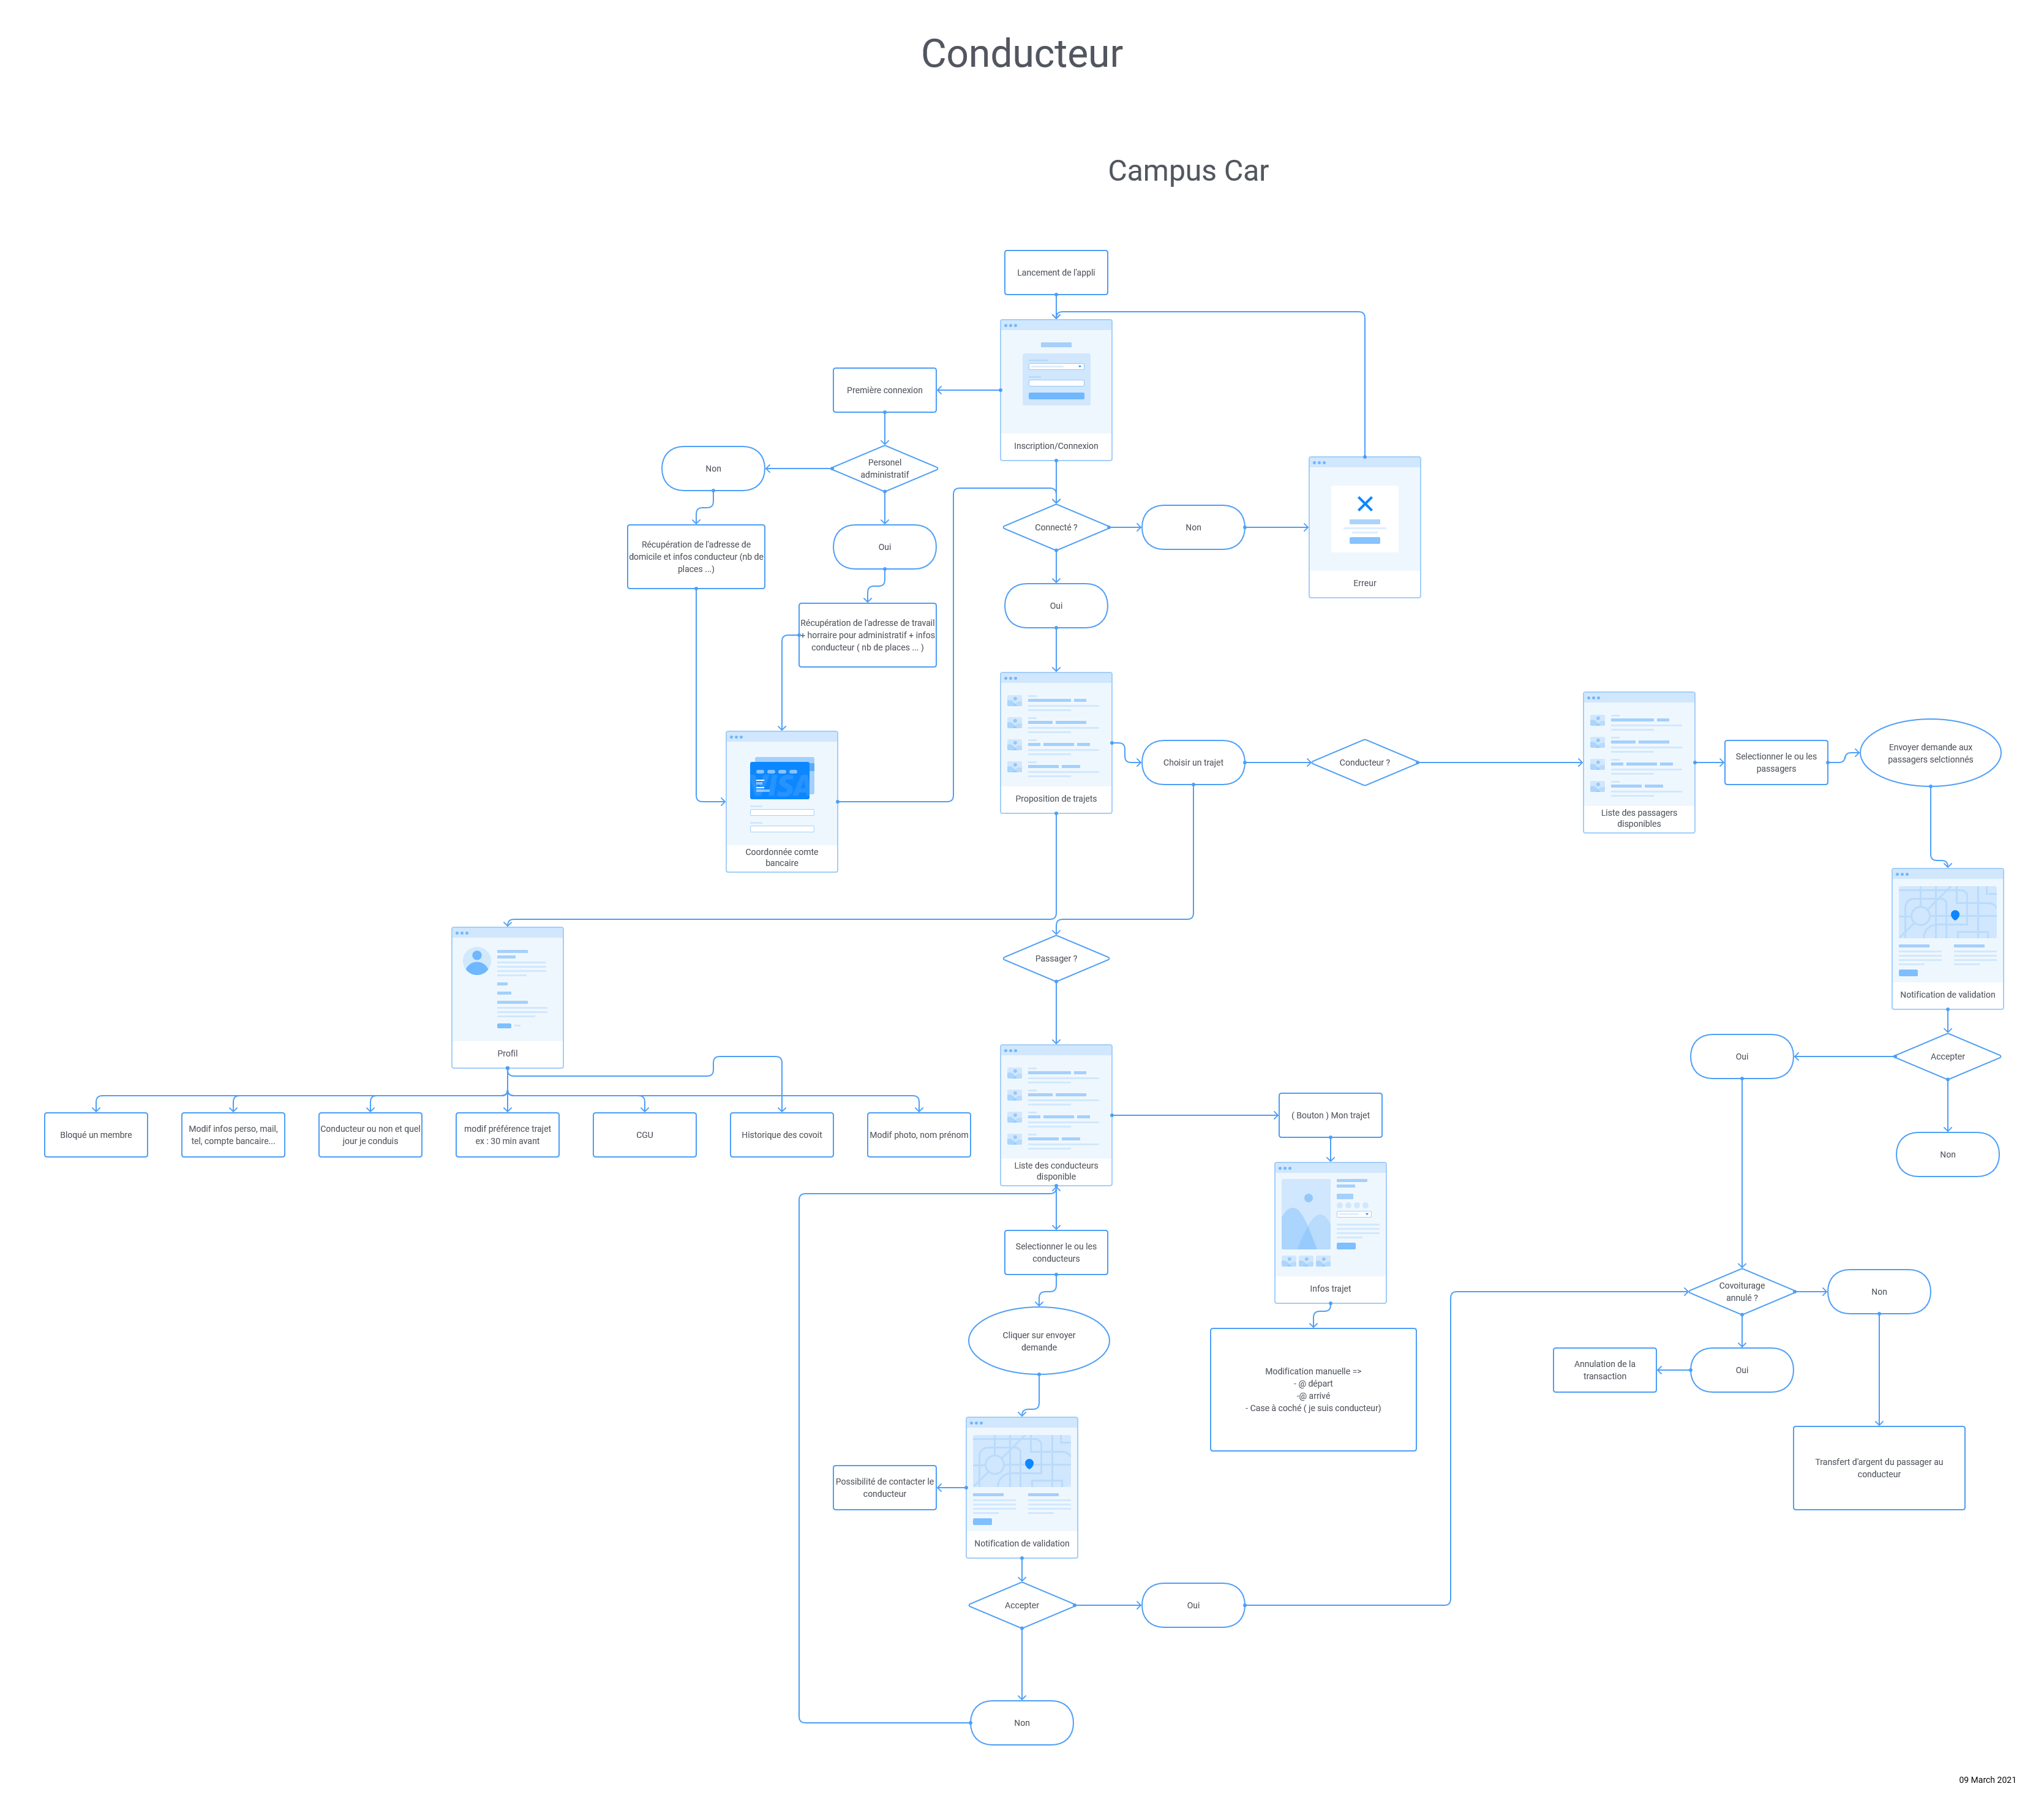 Conducteur
Campus Car
Lancement de l'appli
Inscription/Connexion
Première connexion
Personel
administratif
Non
Oui
Récupération de l'adresse de
domicile et infos conducteur (nb de
places ...)
Récupération de l'adresse de travail
+ horraire pour administratif + infos
conducteur ( nb de places ... )
VISA
Coordonnée comte
bancaire
Connecté ?
Non
Erreur
Oui
Proposition de trajets
Choisir un trajet
Conducteur ?
Liste des passagers
disponibles
Selectionner le ou les
passagers
Envoyer demande aux
passagers selctionnés
Notification de validation
Accepter
Oui
Non
Profil
Bloqué un membre
Modif infos perso, mail,
tel, compte bancaire...
Conducteur ou non et quel
jour je conduis
modif préférence trajet
ex : 30 min avant
CGU
Historique des covoit
Modif photo, nom prénom
Passager ?
Liste des conducteurs
disponible
( Bouton ) Mon trajet
Infos trajet
Modification manuelle =>
- @ départ
-@ arrivé
- Case à coché ( je suis conducteur)
Selectionner le ou les
conducteurs
Cliquer sur envoyer
demande
Possibilité de contacter le
conducteur
Notification de validation
Accepter
Oui
Non
Covoiturage
annulé ?
Non
Oui
Annulation de la
transaction
Transfert d'argent du passager au
conducteur
09 March 2021